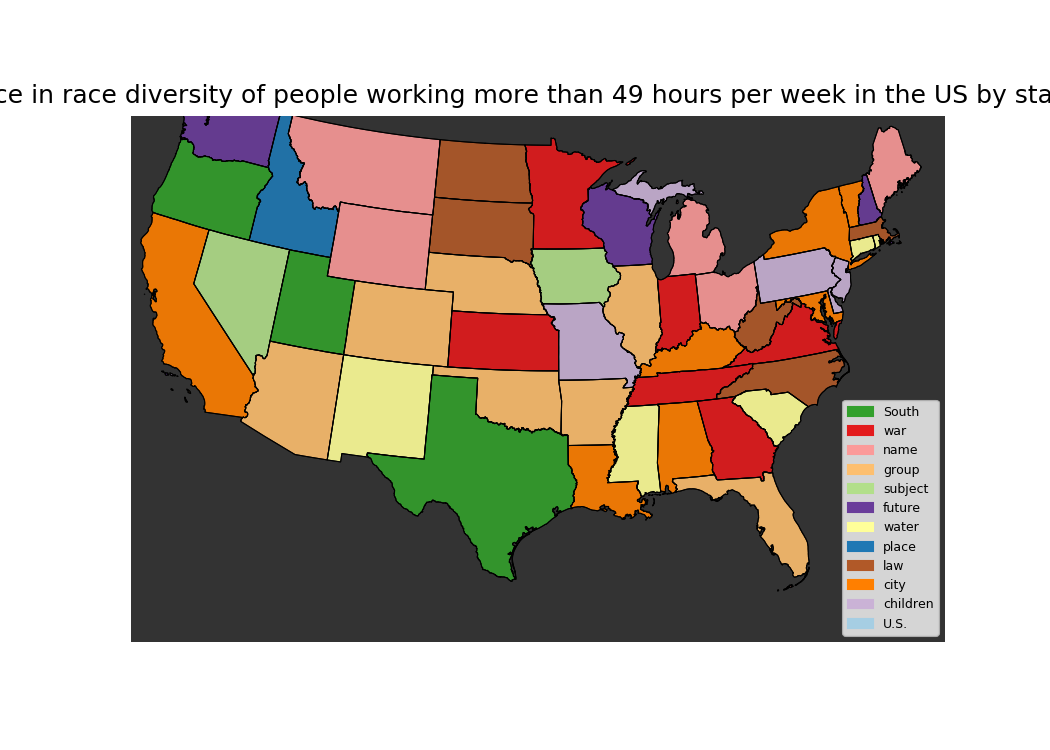 ce in race diversity of people working more than 49 hours per week in the US by sta
South
war
name
group
subject
future
water
place
law
city
children
U.S.